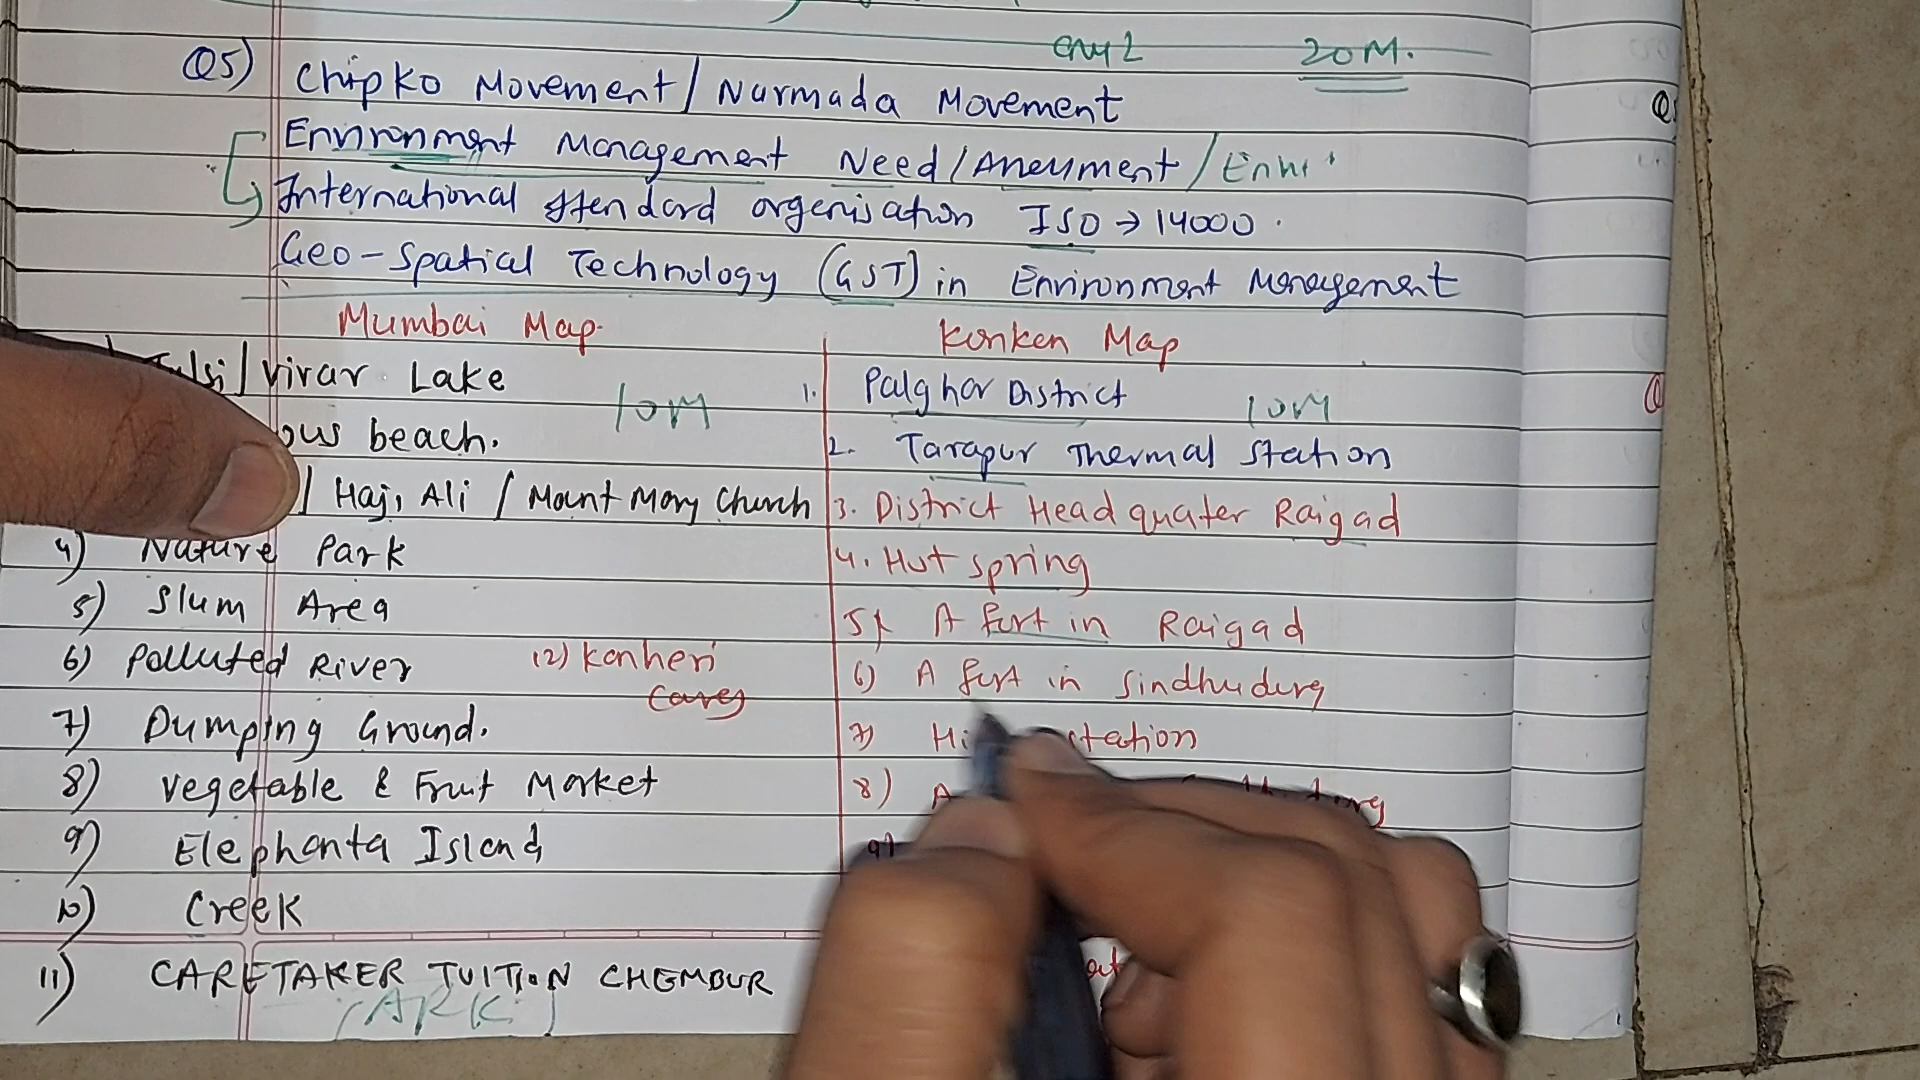 20M.
Q5) Chipko Movement/ Narmada Movement
Environment Management Need/
International Standard organisation ISO → 14000.
Geo-Spatial Technology (GST) in Environment Management
Mumbai Map.
Tulsi/ Virar Lake
10M
beach.
/ Haji Ali / Mount Mary Church
4) Nature Park
5) Slum Area
6) Polluted River
12) Kanheri
Caves
7) Dumping Ground.
8) Vegetable & Fruit Market
9) Elephanta Island
10) Creek
11) CARETAKER TUITION CHEMBUR
(ARK)
Konkan Map
1. Palghar District
10M
2. Tarapur Thermal Station
3. District Head quater Raigad
4. Hot spring
5) A fort in Raigad
6) A fort in Sindhudurg
7) station
8) A
9)